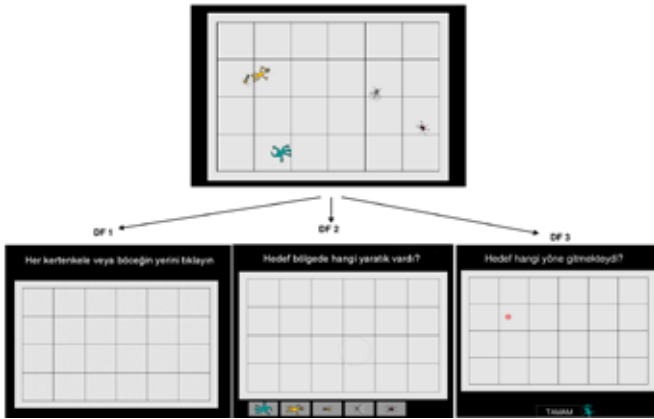 DF 1
DF 2
DF 3
Her kertenkele veya böceğin yerini tıklayın
Hedef bölgede hangi yaratık vardı?
Hedef hangi yöne gitmekteydi?
TAMAM